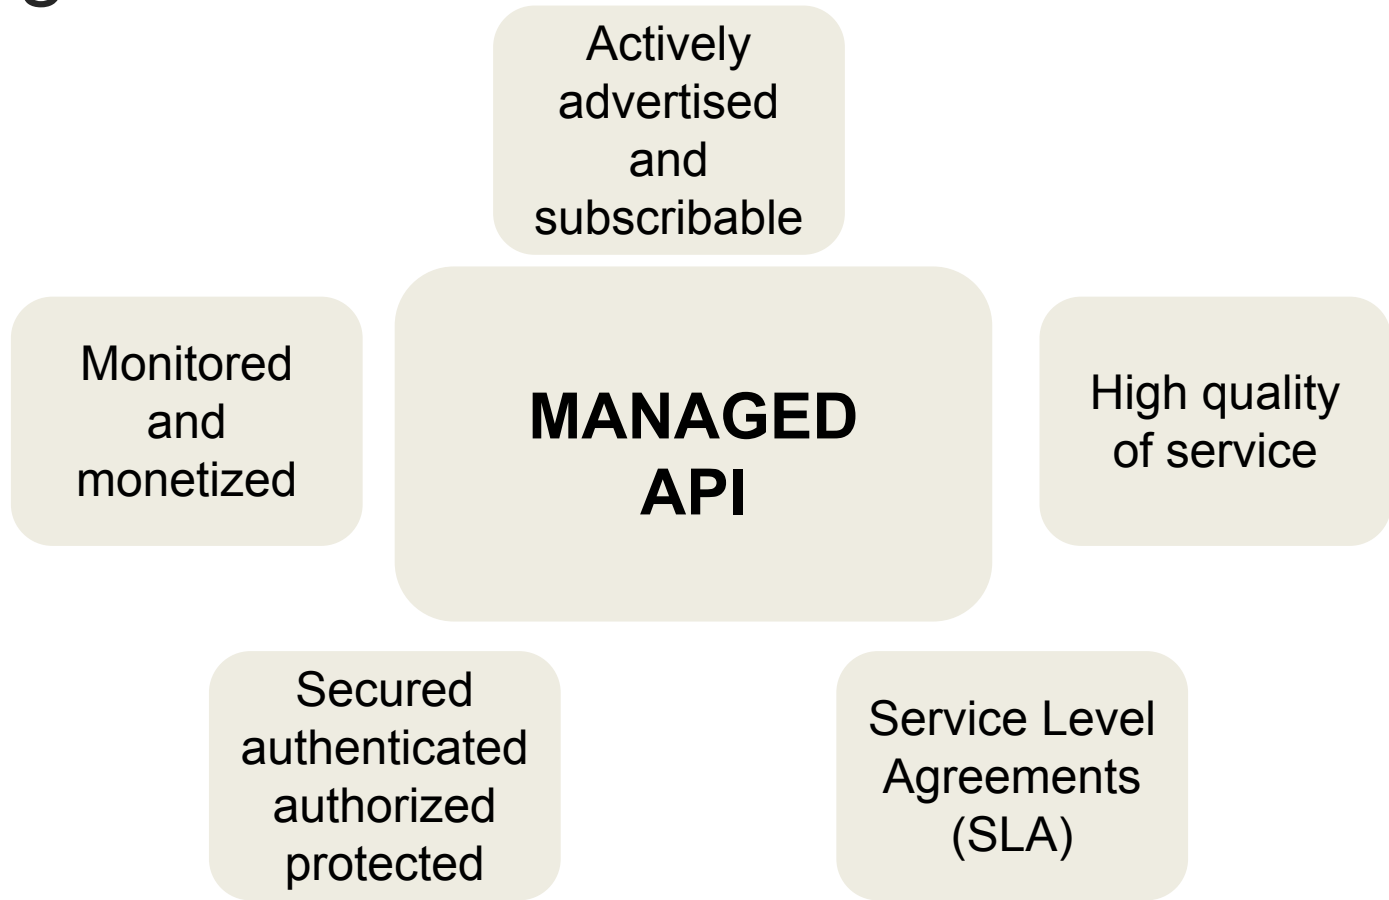 Actively
advertised
and
subscribable
Monitored
and
monetized
MANAGED
API
High quality
of service
Secured
authenticated
authorized
protected
Service Level
Agreements
(SLA)